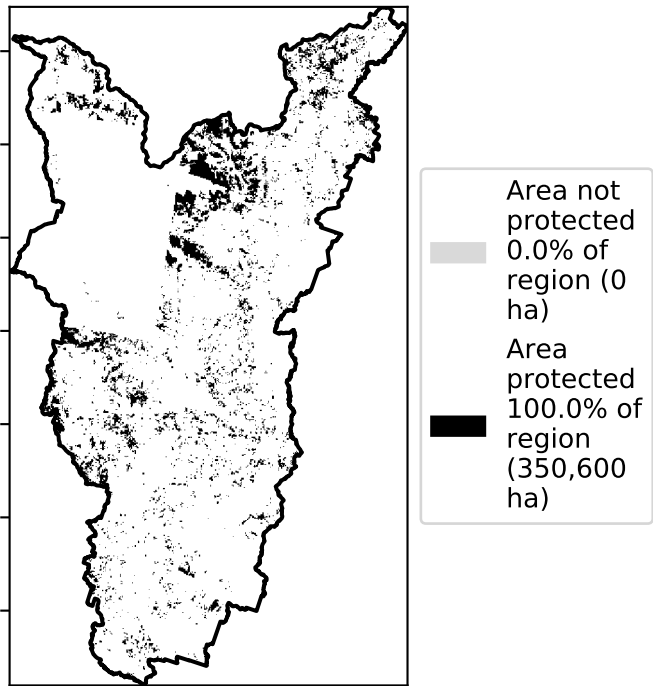 Area not
protected
0.0% of
region (0
ha)
Area
protected
100.0% of
region
(350,600
ha)